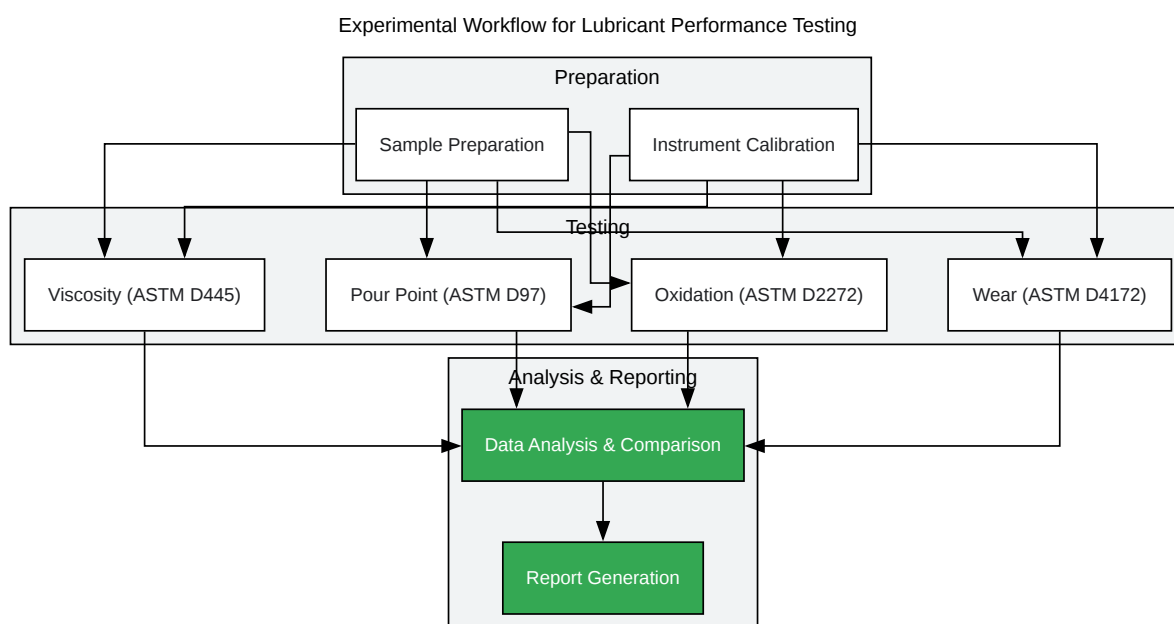 Experimental Workflow for Lubricant Performance Testing
Preparation
Sample Preparation
Instrument Calibration
Testing
Viscosity (ASTM D445)
Pour Point (ASTM D97)
Oxidation (ASTM D2272)
Wear (ASTM D4172)
Analysis & Reporting
Data Analysis & Comparison
Report Generation